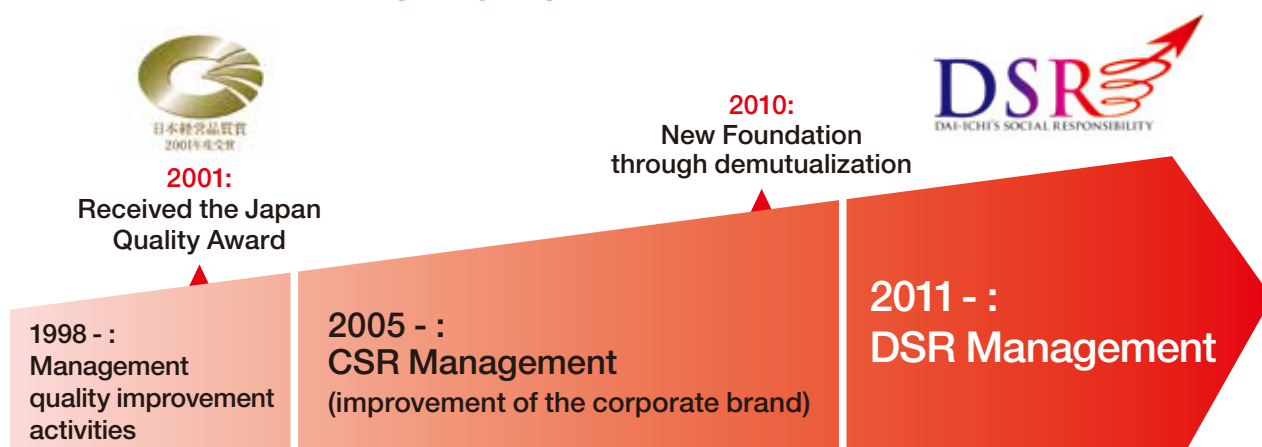 日本経営品質賞
2001年度受賞
2001:
Received the Japan
Quality Award
2010:
New Foundation
through demutualization
DSR
DAI-ICHI'S SOCIAL RESPONSIBILITY
1998 - :
Management
quality improvement
activities
2005 - :
CSR Management
(improvement of the corporate brand)
2011 - :
DSR Management